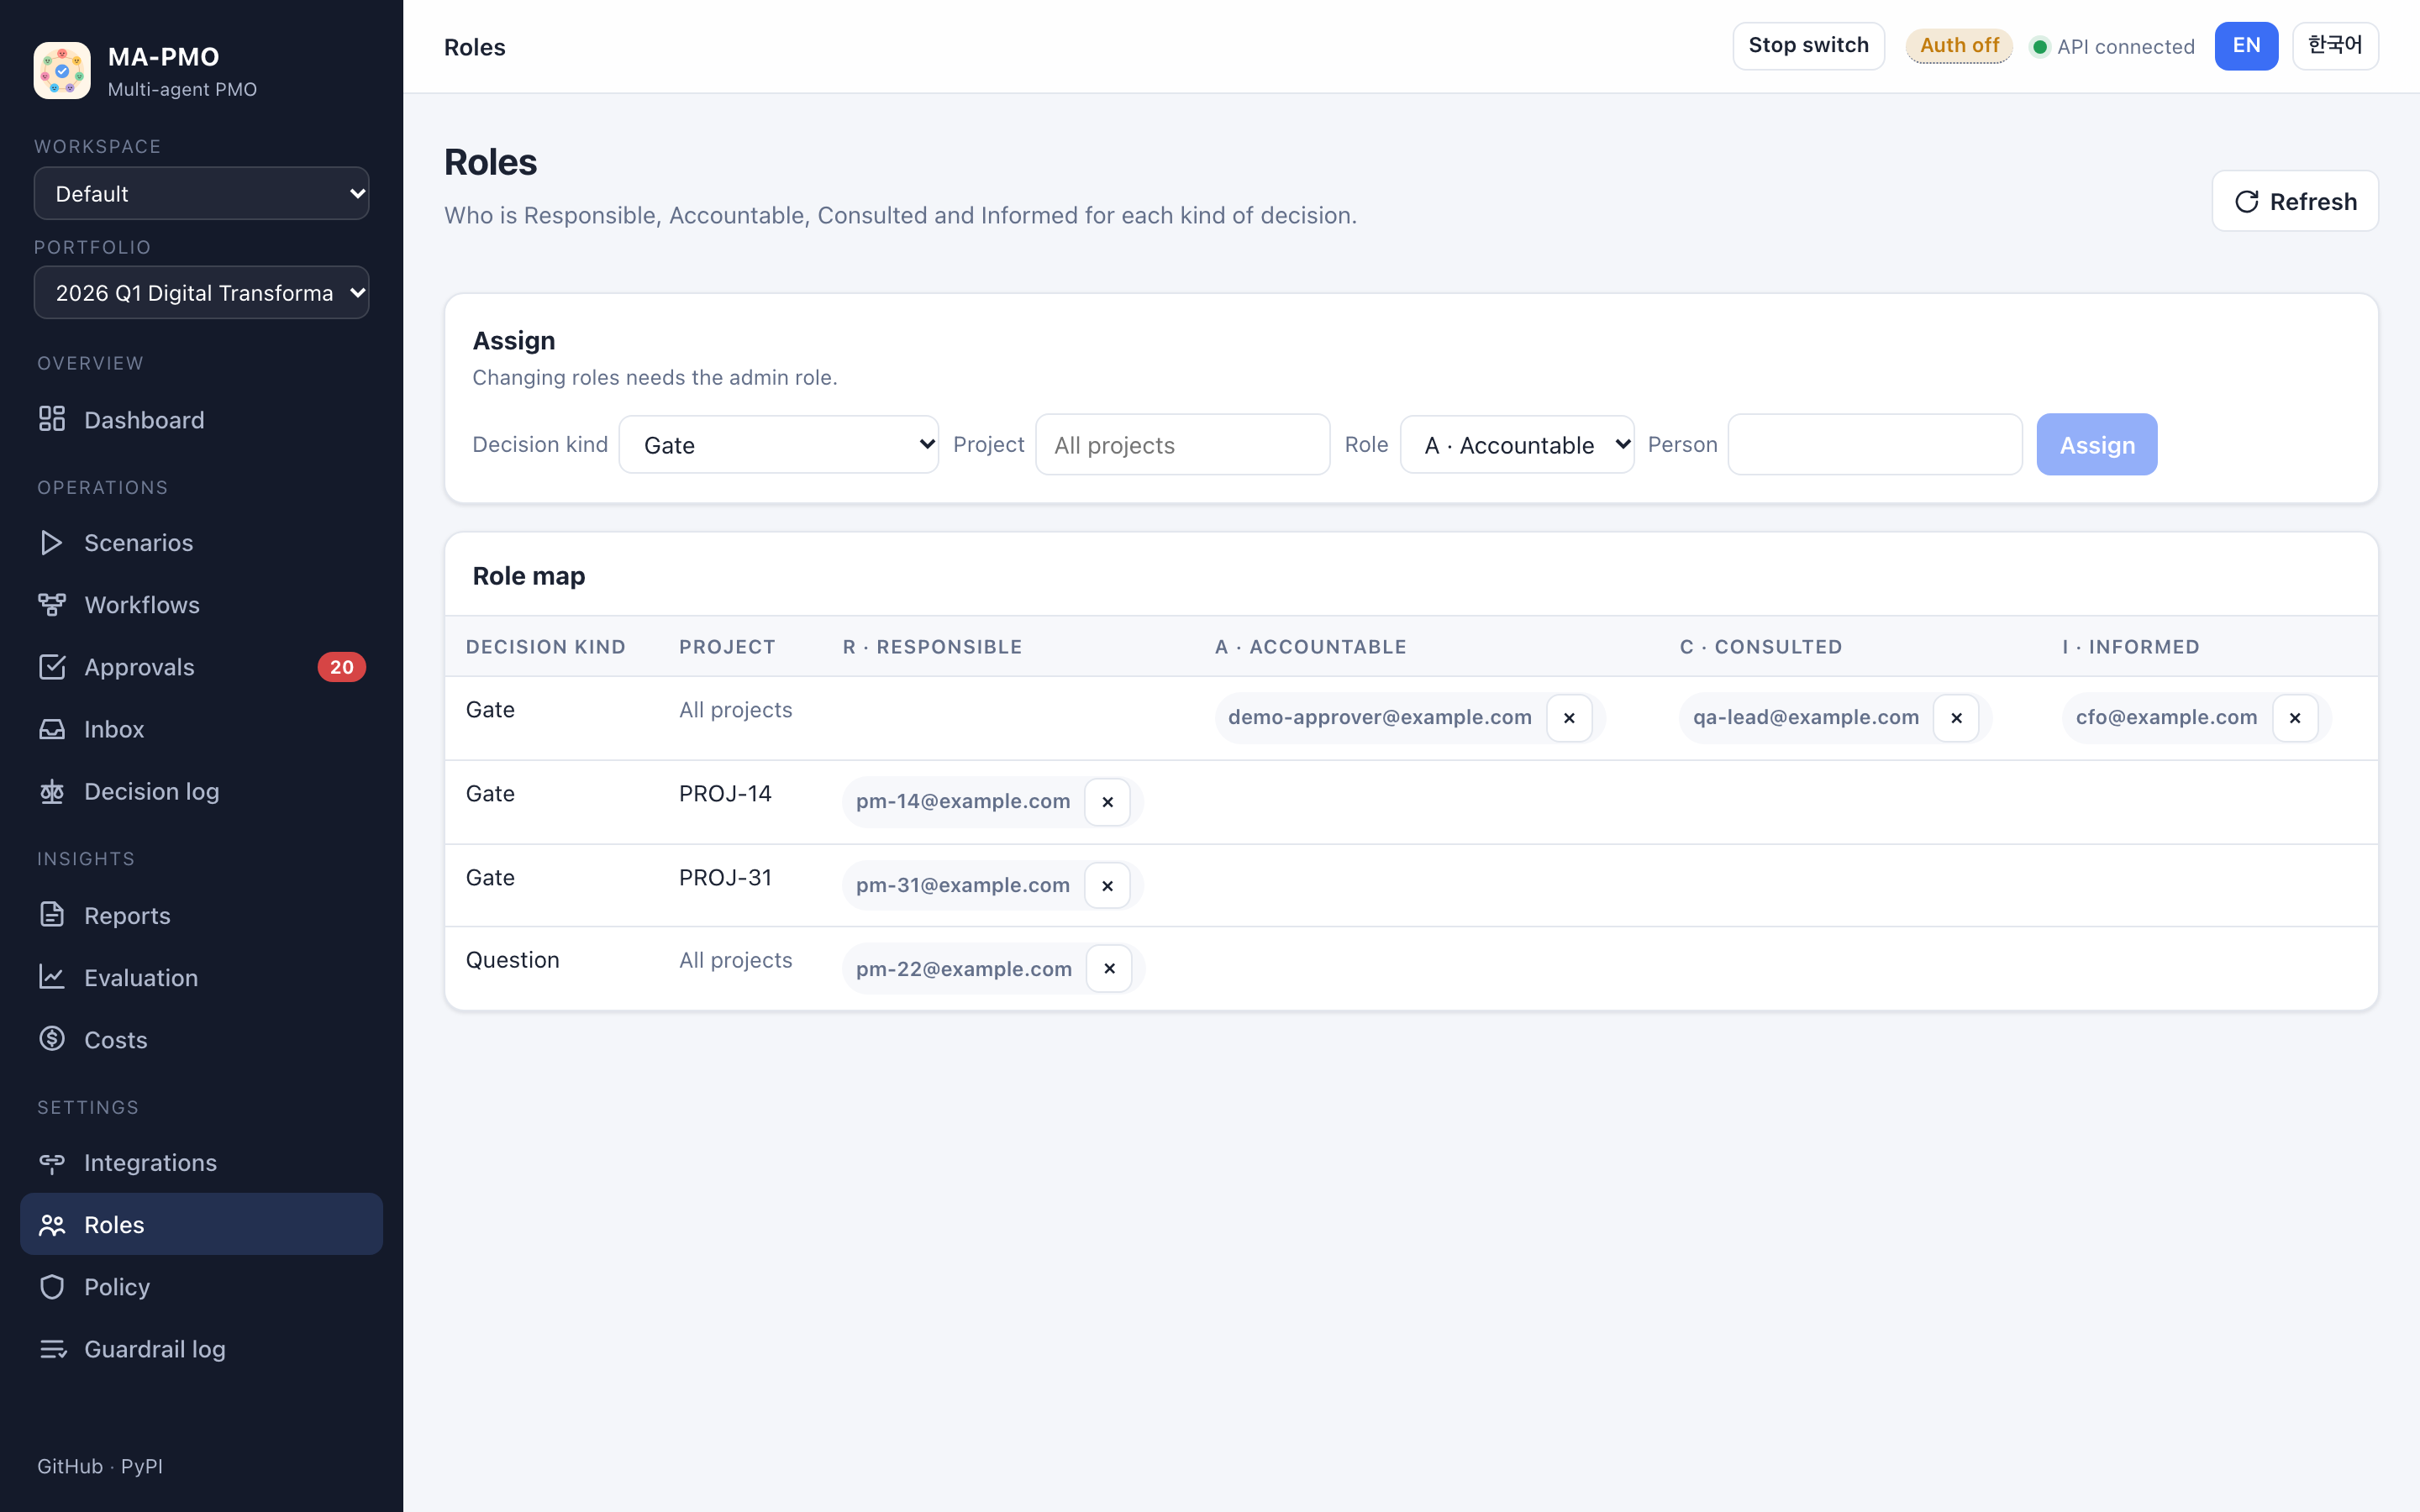 MA-PMO
Multi-agent PMO
WORKSPACE
Default
PORTFOLIO
2026 Q1 Digital Transforma
OVERVIEW
Dashboard
OPERATIONS
Scenarios
Workflows
Approvals 20
Inbox
Decision log
INSIGHTS
Reports
Evaluation
Costs
SETTINGS
Integrations
Roles
Policy
Guardrail log
GitHub · PyPI
Roles Stop switch Auth off API connected EN 한국어
Roles
Who is Responsible, Accountable, Consulted and Informed for each kind of decision.
Refresh
Assign
Changing roles needs the admin role.
Decision kind Gate Project All projects Role A · Accountable Person Assign
Role map
DECISION KIND PROJECT R · RESPONSIBLE A · ACCOUNTABLE C · CONSULTED I · INFORMED
Gate All projects demo-approver@example.com × qa-lead@example.com × cfo@example.com ×
Gate PROJ-14 pm-14@example.com ×
Gate PROJ-31 pm-31@example.com ×
Question All projects pm-22@example.com ×